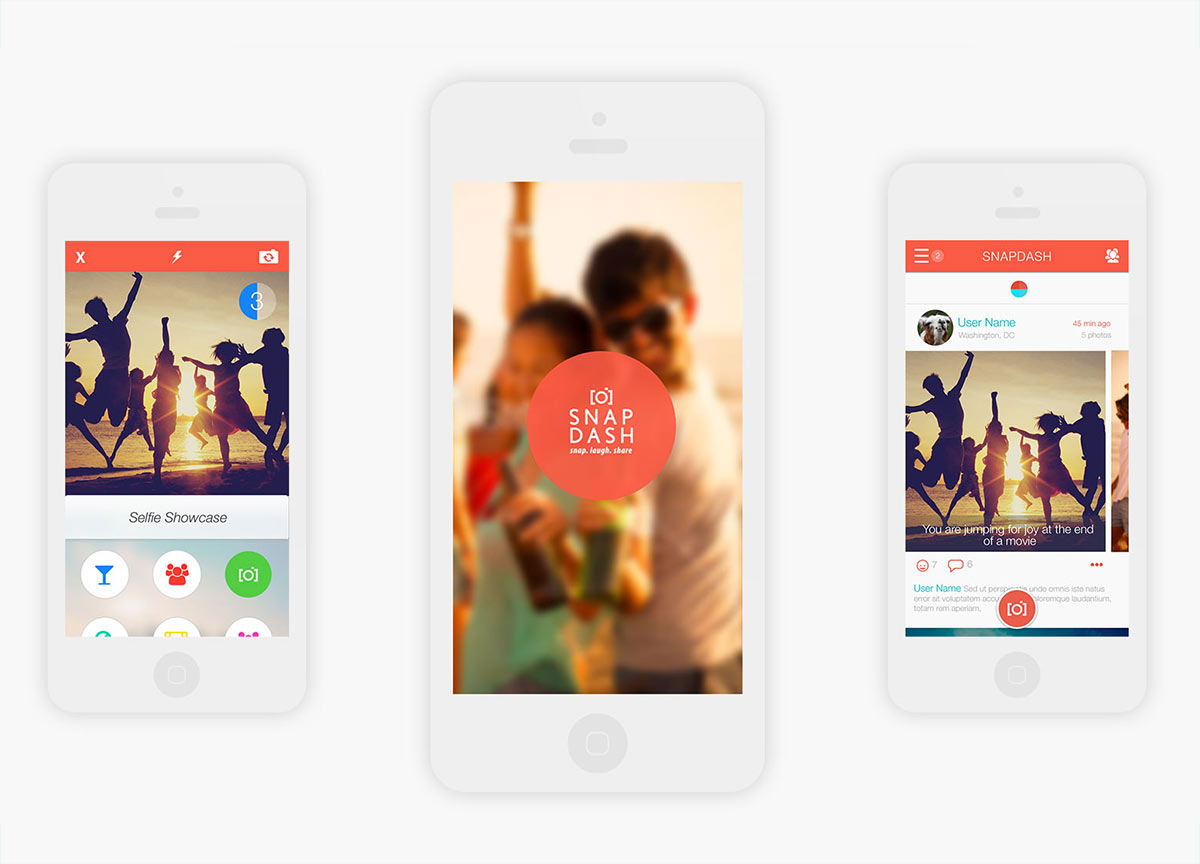 X
3
Selfie Showcase
SNAP
DASH
snap. laugh. share
2
SNAPDASH
User Name
45 min ago
Washington, DC
5 photos
You are jumping for joy at the end
of a movie
7
6
User Name Sed ut perspiciatis unde omnis iste natus
error sit voluptatem accu loremque laudantium,
totam rem aperiam.